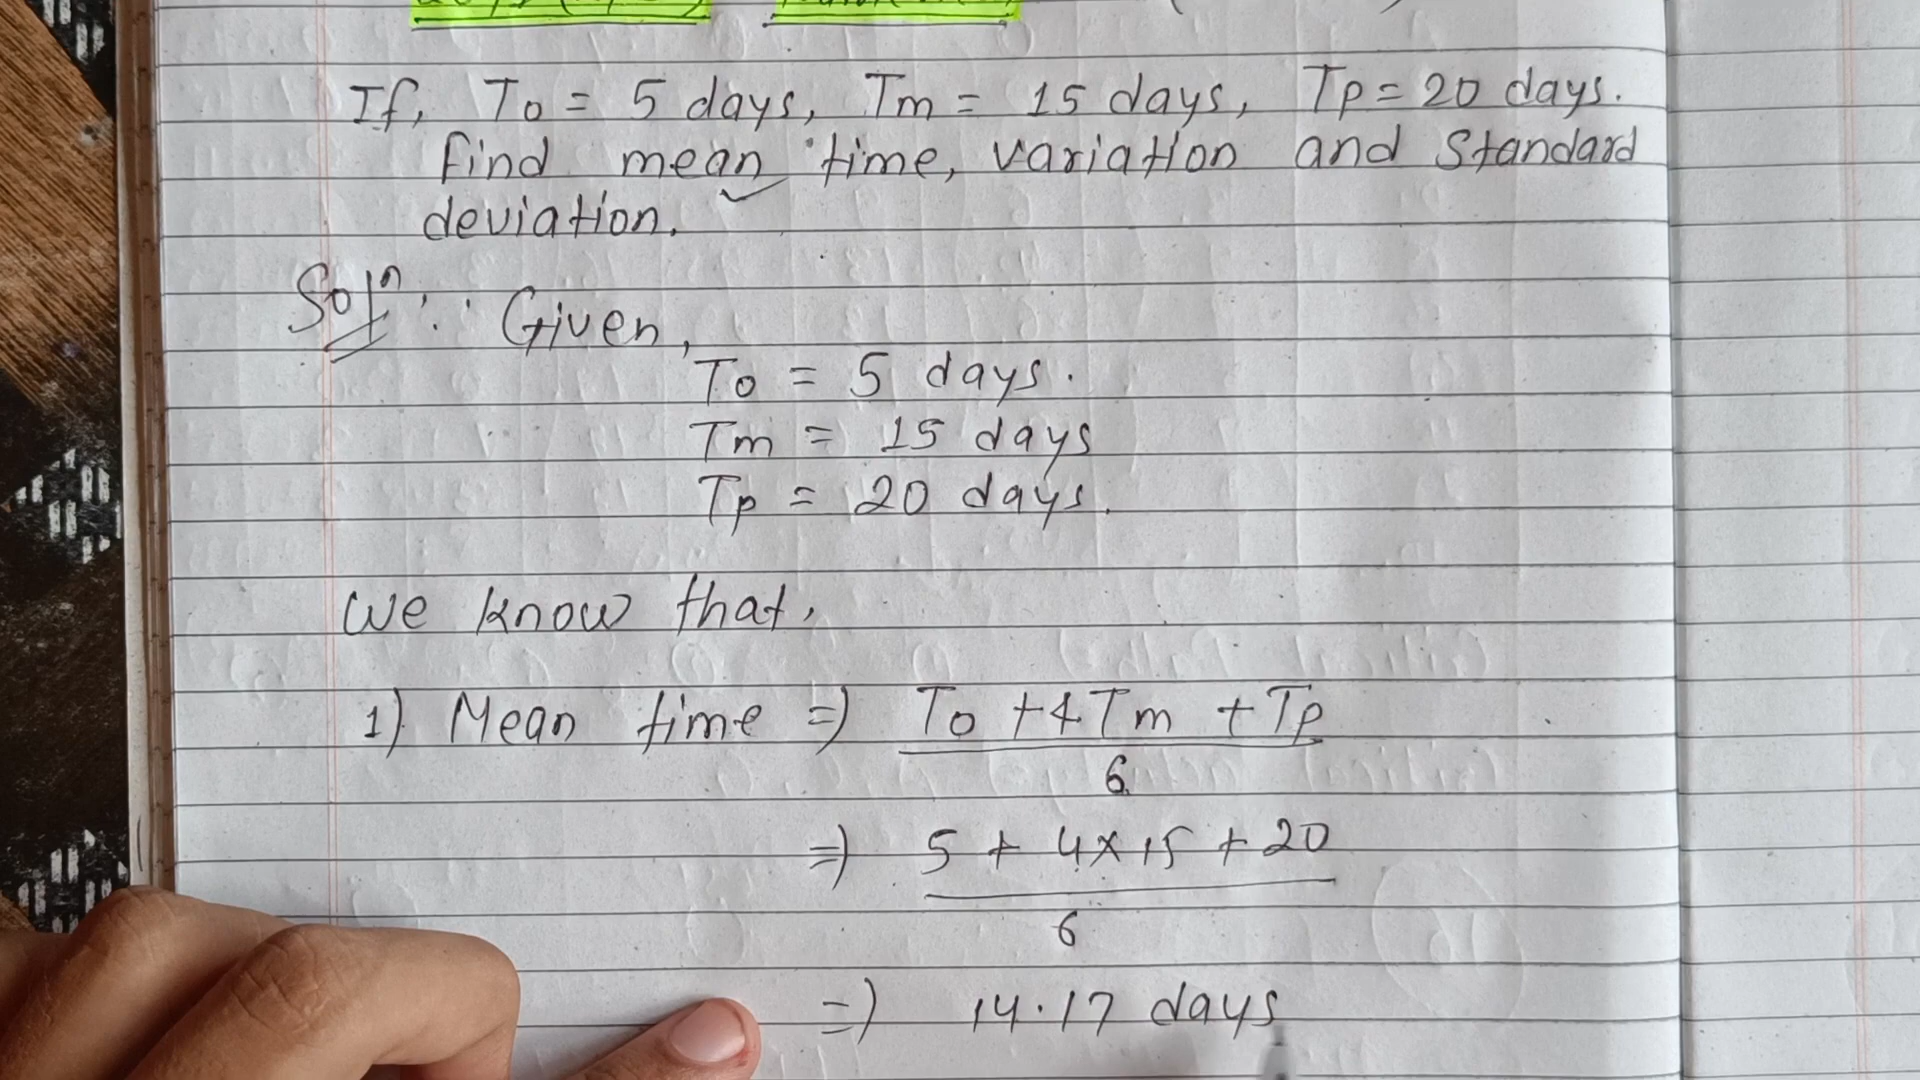 If, To = 5 days, Tm = 15 days, Tp = 20 days.
find mean time, variation and standard
deviation.
Solⁿ: Given,
To = 5 days.
Tm = 15 days
Tp = 20 days.
We know that,
1) Mean time => To + 4Tm + Tp
6
=> 5 + 4x15 + 20
6
=> 14.17 days